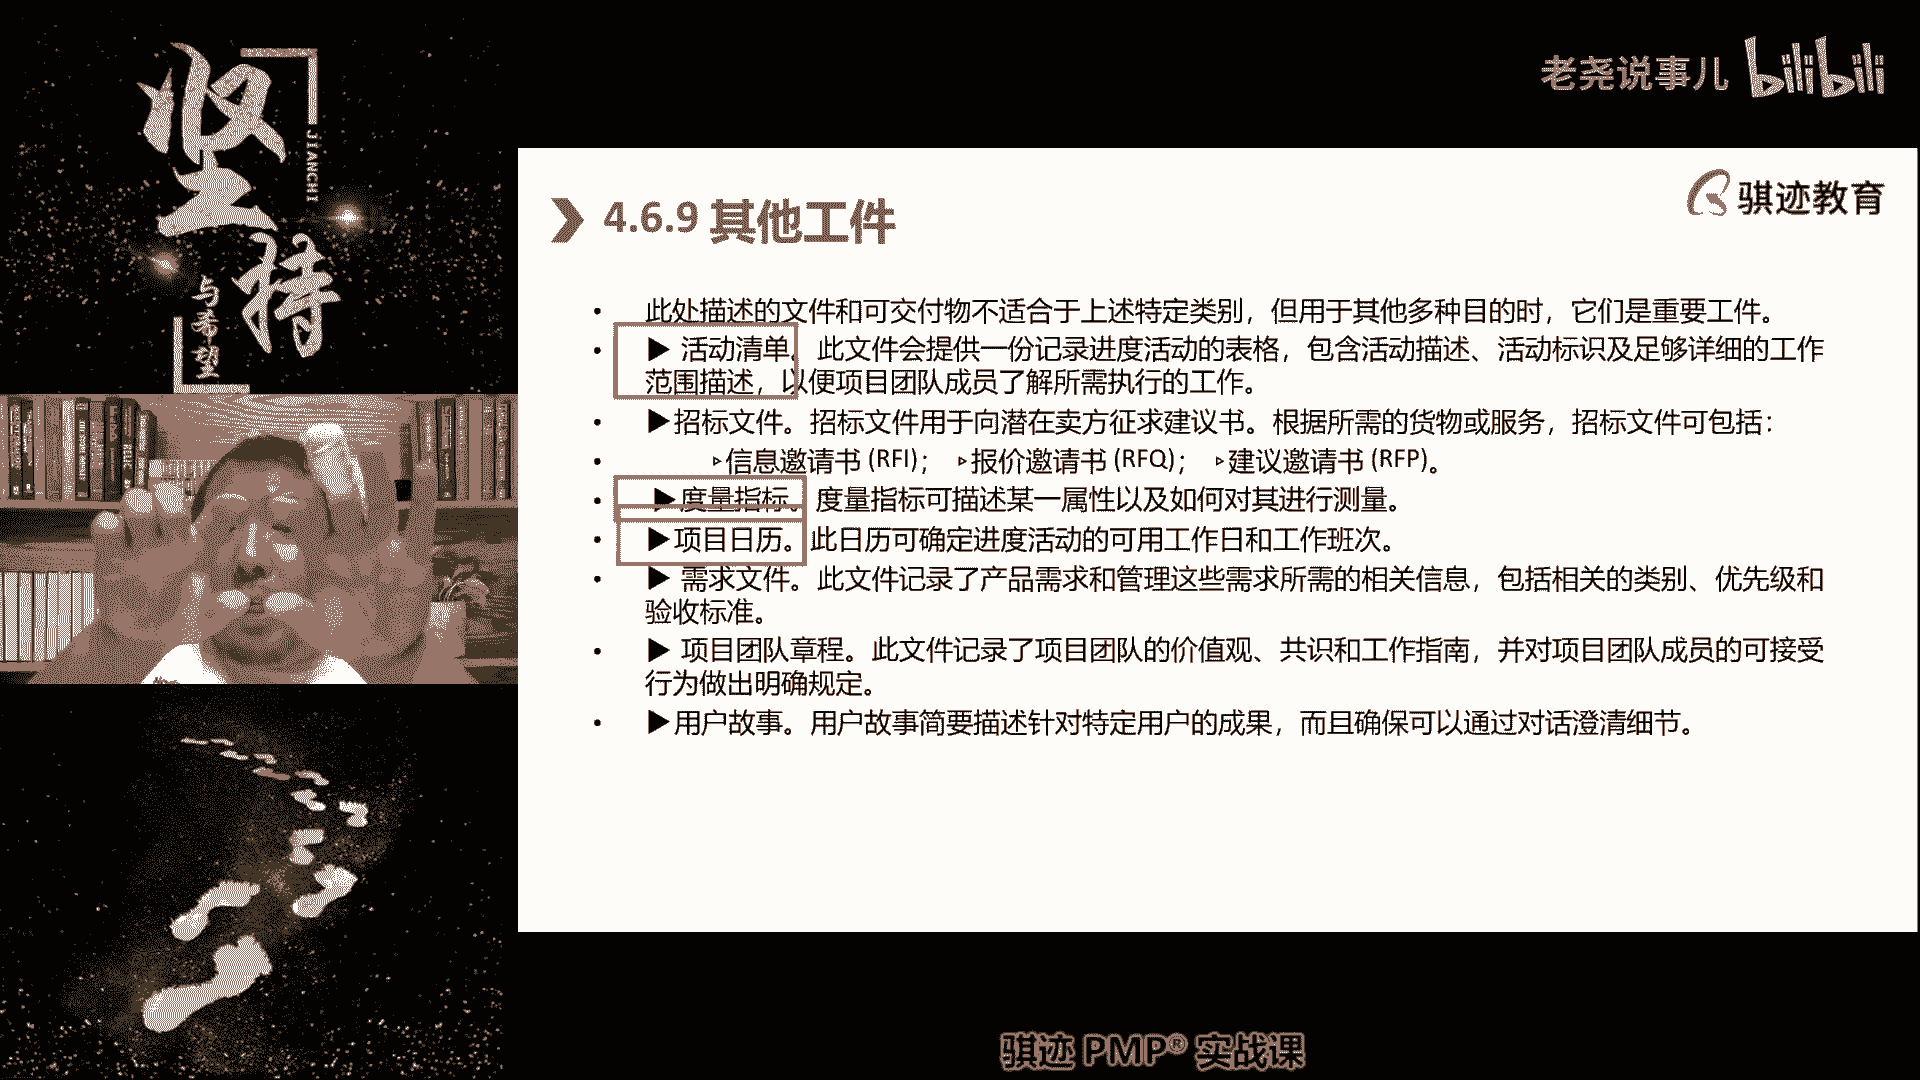 坚持
JIANCHI
与希望
老尧说事儿 bilibili
骐迹教育
4.6.9 其他工件
• 此处描述的文件和可交付物不适合于上述特定类别，但用于其他多种目的时，它们是重要工件。
• ▶ 活动清单。此文件会提供一份记录进度活动的表格，包含活动描述、活动标识及足够详细的工作
范围描述，以便项目团队成员了解所需执行的工作。
• ▶招标文件。招标文件用于向潜在卖方征求建议书。根据所需的货物或服务，招标文件可包括：
• ▹信息邀请书 (RFI)； ▹报价邀请书 (RFQ)； ▹建议邀请书 (RFP)。
• ▶度量指标。度量指标可描述某一属性以及如何对其进行测量。
• ▶项目日历。此日历可确定进度活动的可用工作日和工作班次。
• ▶ 需求文件。此文件记录了产品需求和管理这些需求所需的相关信息，包括相关的类别、优先级和
验收标准。
• ▶ 项目团队章程。此文件记录了项目团队的价值观、共识和工作指南，并对项目团队成员的可接受
行为做出明确规定。
• ▶用户故事。用户故事简要描述针对特定用户的成果，而且确保可以通过对话澄清细节。
骐迹 PMP® 实战课